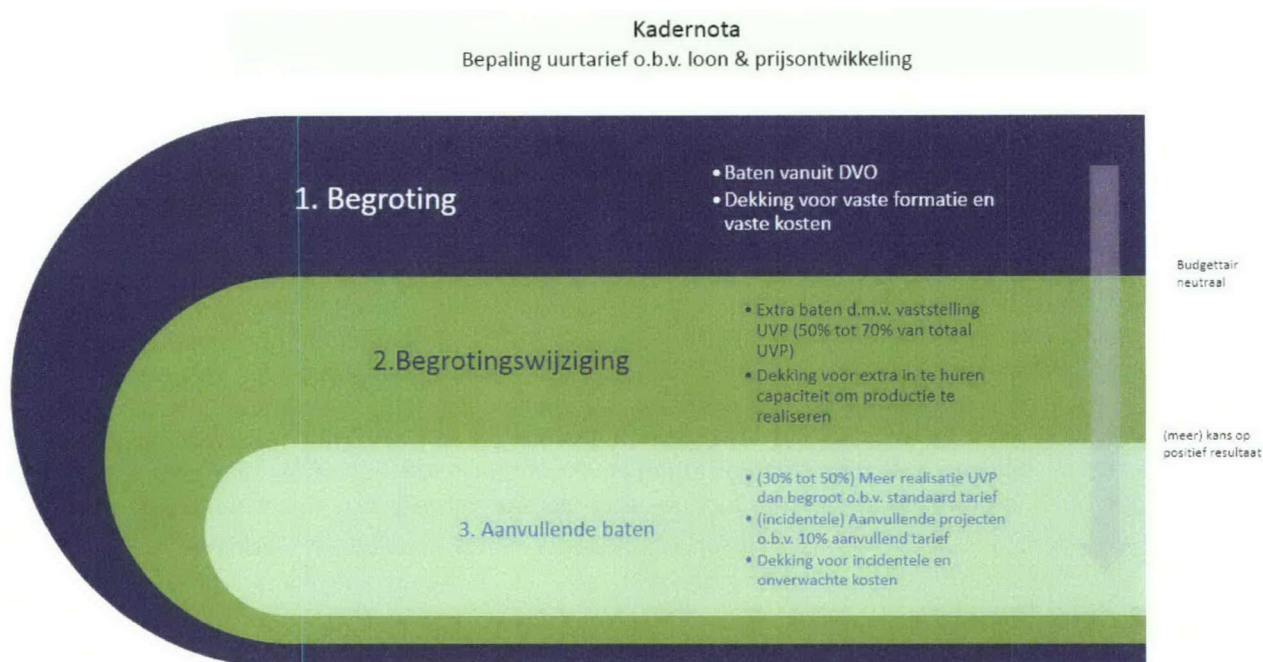 Kadernota
Bepaling uurtarief o.b.v. loon & prijsontwikkeling
1. Begroting
• Baten vanuit DVO
• Dekking voor vaste formatie en
vaste kosten
Budgettair
neutraal
2.Begrotingswijziging
• Extra baten d.m.v. vaststelling
UVP (50% tot 70% van totaal
UVP)
• Dekking voor extra in te huren
capaciteit om productie te
realiseren
(meer) kans op
positief resultaat
3. Aanvullende baten
• (30% tot 50%) Meer realisatie UVP
dan begroot o.b.v. standaard tarief
• (incidentele) Aanvullende projecten
o.b.v. 10% aanvullend tarief
• Dekking voor incidentele en
onverwachte kosten